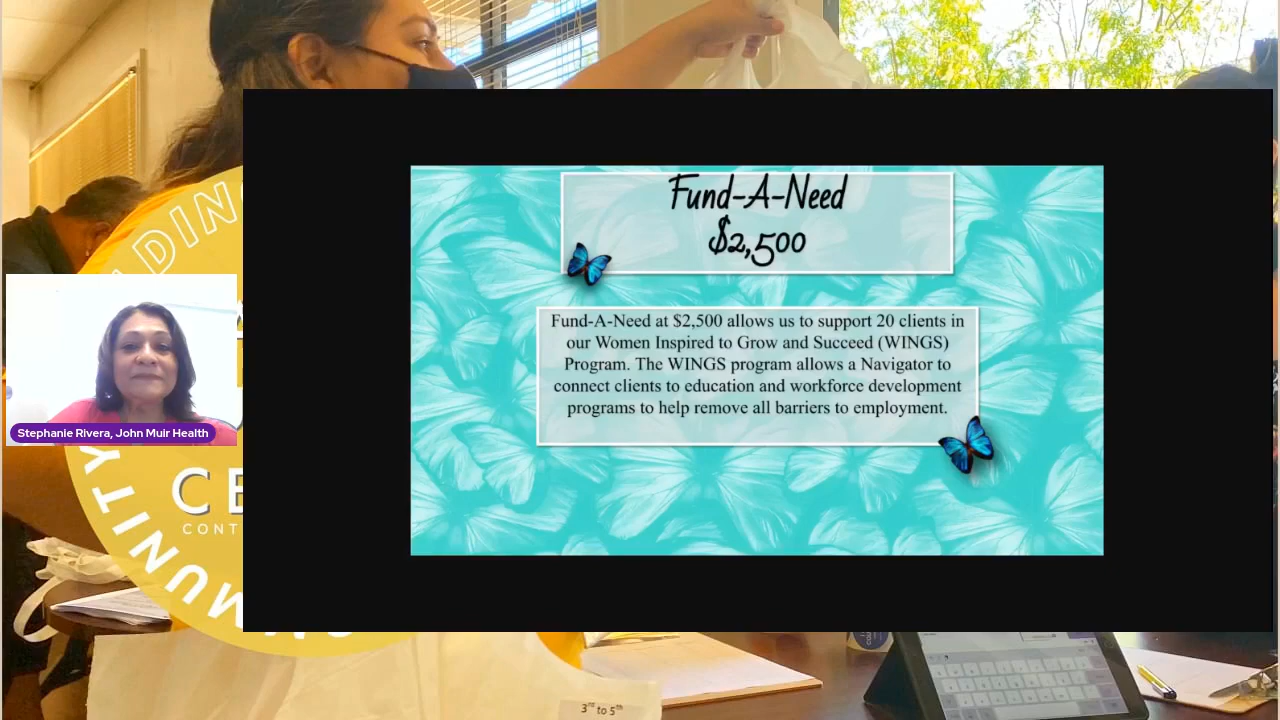 Fund-A-Need
$2,500
Fund-A-Need at $2,500 allows us to support 20 clients in
our Women Inspired to Grow and Succeed (WINGS)
Program. The WINGS program allows a Navigator to
connect clients to education and workforce development
programs to help remove all barriers to employment.
Stephanie Rivera, John Muir Health
3rd to 5th